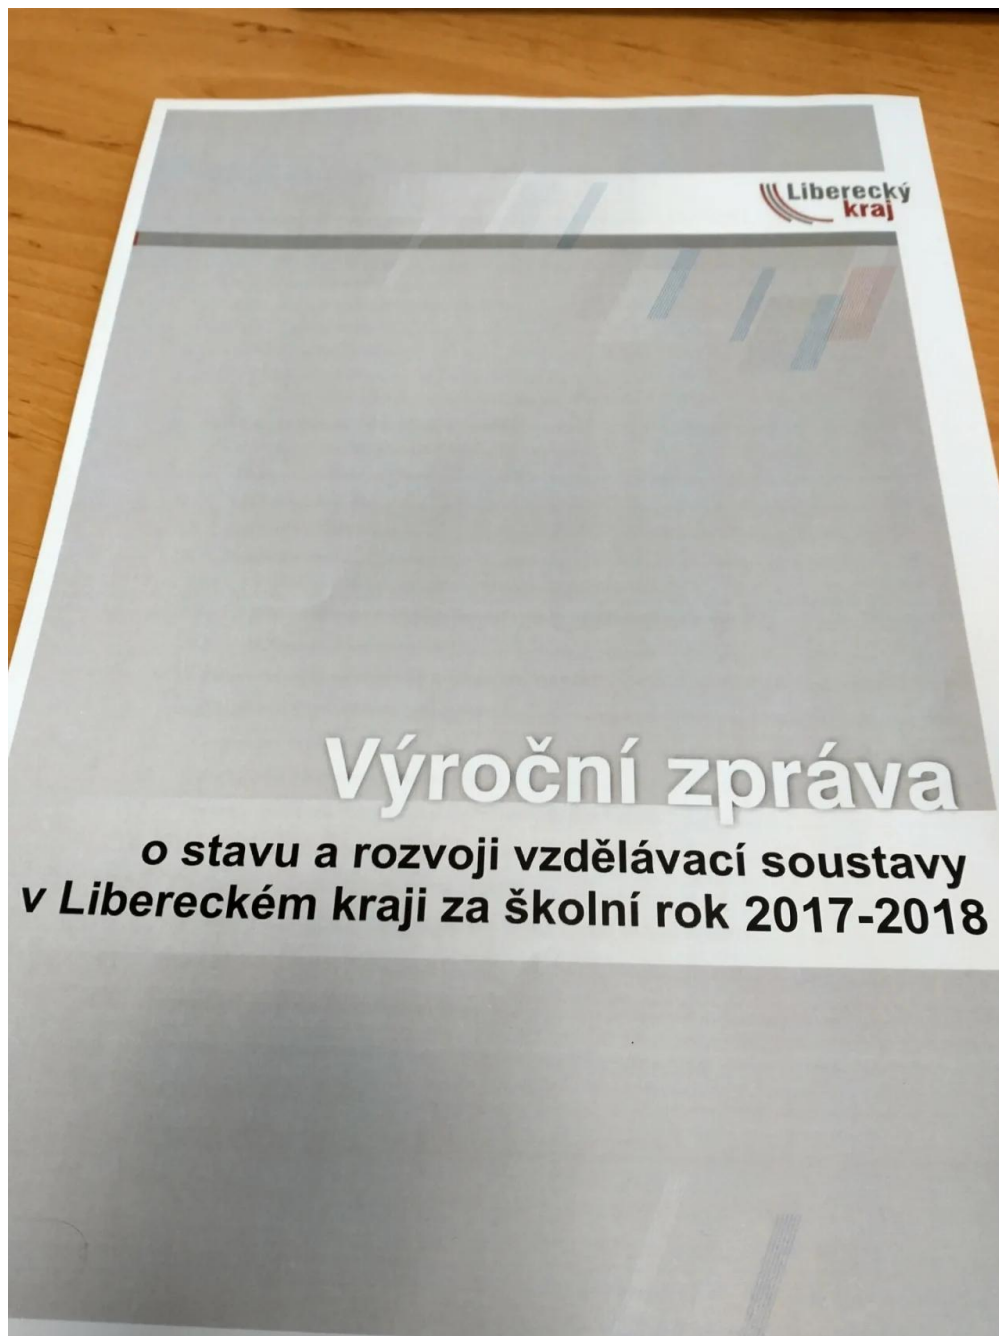 Liberecký
kraj
Výroční zpráva
o stavu a rozvoji vzdělávací soustavy
v Libereckém kraji za školní rok 2017-2018